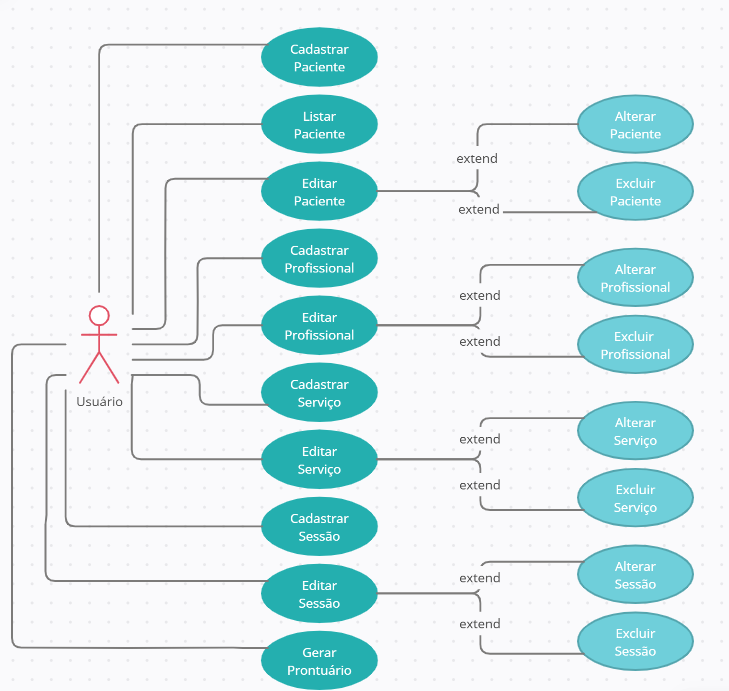 Cadastrar
Paciente
Listar
Paciente
Editar
Paciente
Cadastrar
Profissional
Editar
Profissional
Cadastrar
Serviço
Editar
Serviço
Cadastrar
Sessão
Editar
Sessão
Gerar
Prontuário
Usuário
extend
extend
extend
extend
extend
extend
extend
extend
Alterar
Paciente
Excluir
Paciente
Alterar
Profissional
Excluir
Profissional
Alterar
Serviço
Excluir
Serviço
Alterar
Sessão
Excluir
Sessão